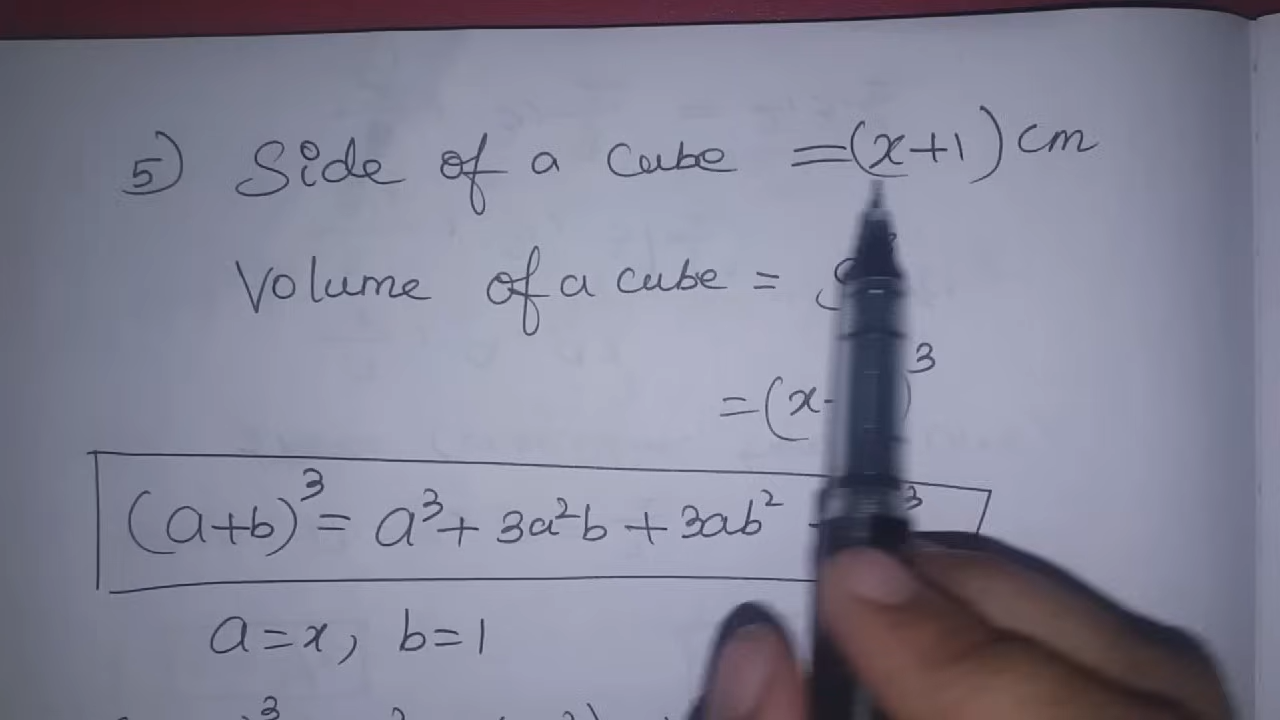 5) Side of a Cube = (x+1) cm
Volume of a cube =
= (x
(a+b)³ = a³ + 3a²b + 3ab²
a = x, b = 1